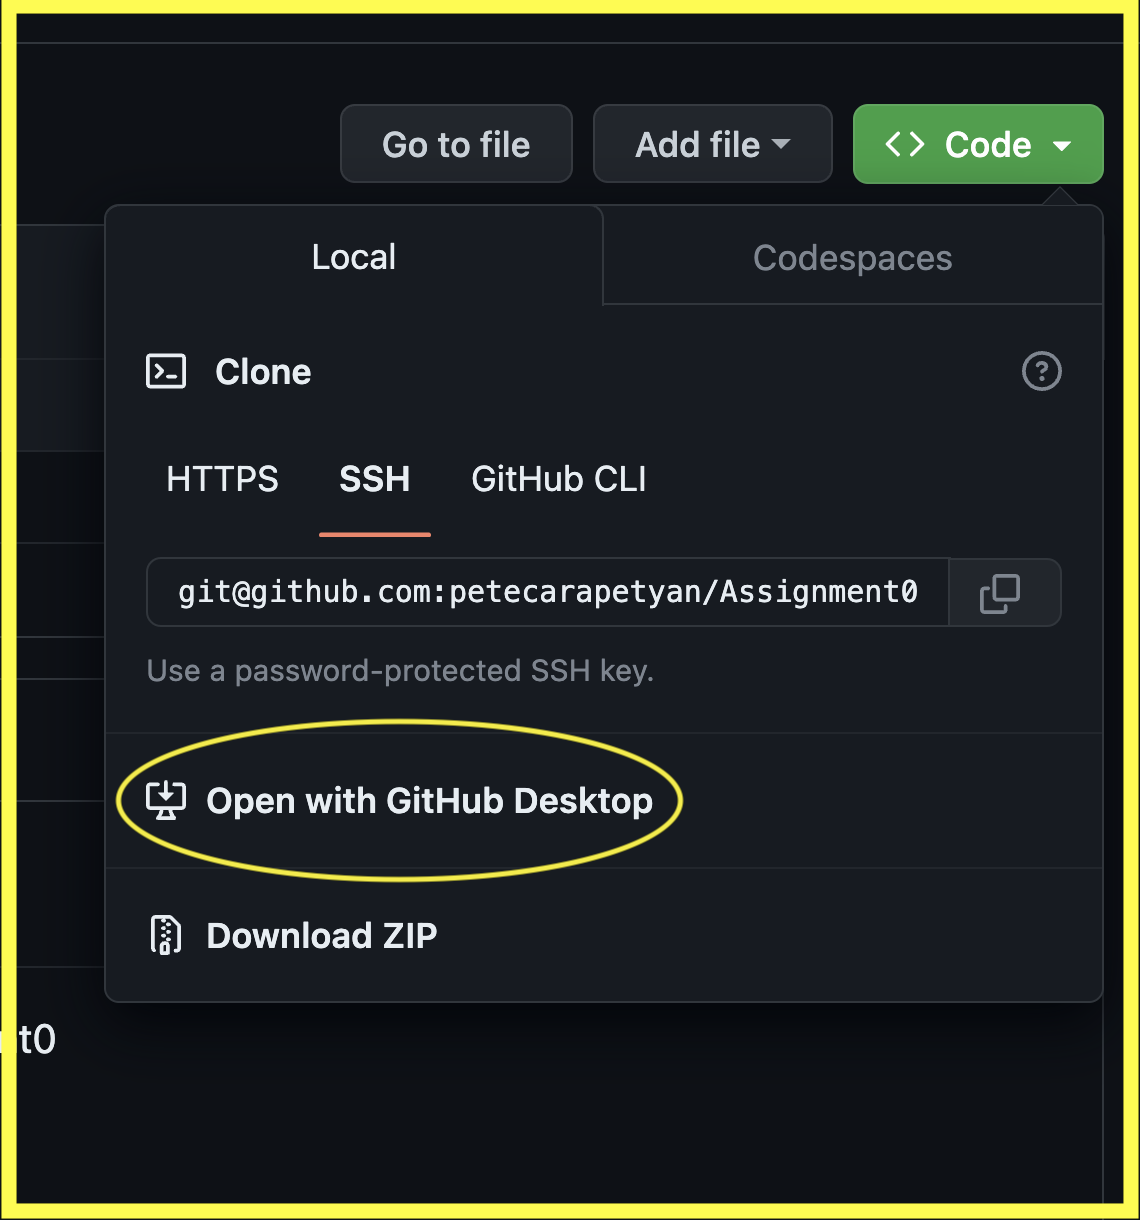 Go to file
Add file
Code
Local
Codespaces
Clone
HTTPS
SSH
GitHub CLI
git@github.com:petecarapetyan/Assignment0
Use a password-protected SSH key.
Open with GitHub Desktop
Download ZIP
t0